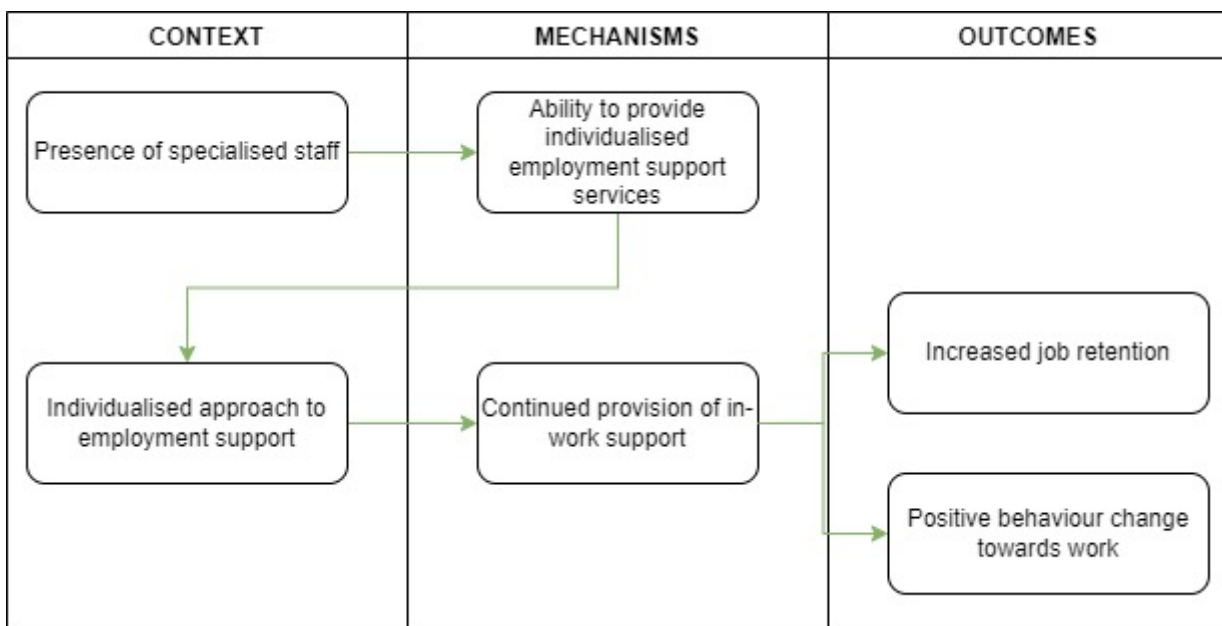 CONTEXT
MECHANISMS
OUTCOMES
Presence of specialised staff
Ability to provide
individualised
employment support
services
Individualised approach to
employment support
Continued provision of in-
work support
Increased job retention
Positive behaviour change
towards work